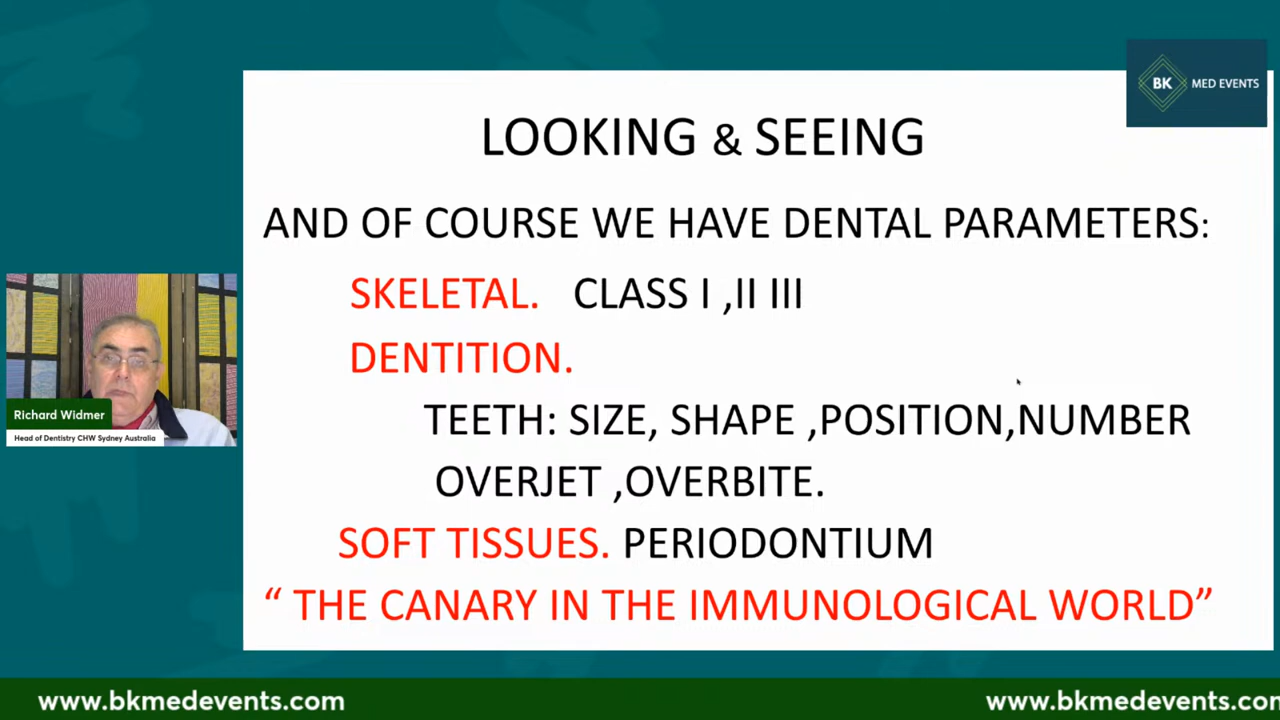 BK MED EVENTS
LOOKING & SEEING
AND OF COURSE WE HAVE DENTAL PARAMETERS:
SKELETAL. CLASS I ,II III
DENTITION.
TEETH: SIZE, SHAPE ,POSITION,NUMBER
OVERJET ,OVERBITE.
SOFT TISSUES. PERIODONTIUM
“ THE CANARY IN THE IMMUNOLOGICAL WORLD”
Richard Widmer
Head of Dentistry CHW Sydney Australia
www.bkmedevents.com
www.bkmedevents.co